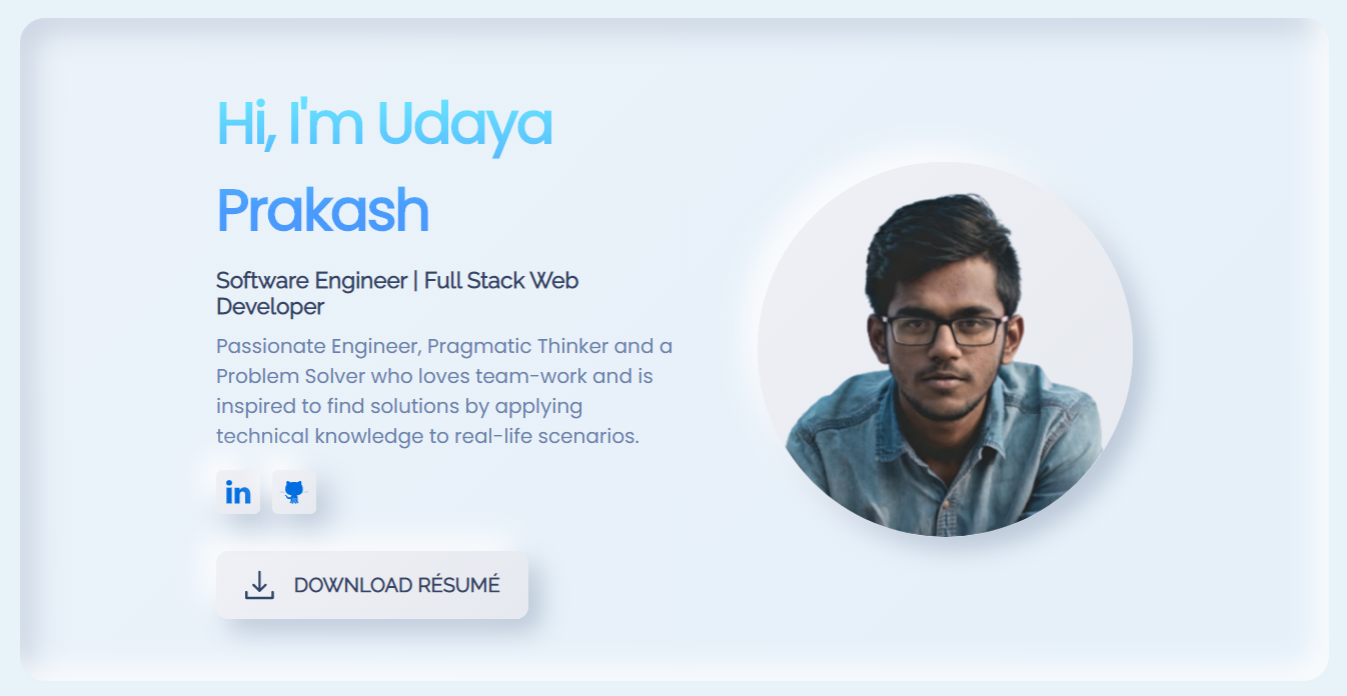 Hi, I'm Udaya
Prakash
Software Engineer | Full Stack Web
Developer
Passionate Engineer, Pragmatic Thinker and a
Problem Solver who loves team-work and is
inspired to find solutions by applying
technical knowledge to real-life scenarios.
in
DOWNLOAD RÉSUMÉ